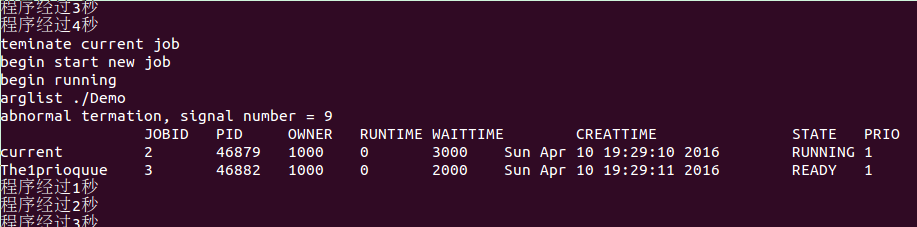 程序经过3秒
程序经过4秒
teminate current job
begin start new job
begin running
arglist ./Demo
abnormal termation, signal number = 9
JOBID PID OWNER RUNTIME WAITTIME CREATTIME STATE PRIO
current 2 46879 1000 0 3000 Sun Apr 10 19:29:10 2016 RUNNING 1
The1prioquue 3 46882 1000 0 2000 Sun Apr 10 19:29:11 2016 READY 1
程序经过1秒
程序经过2秒
程序经过3秒